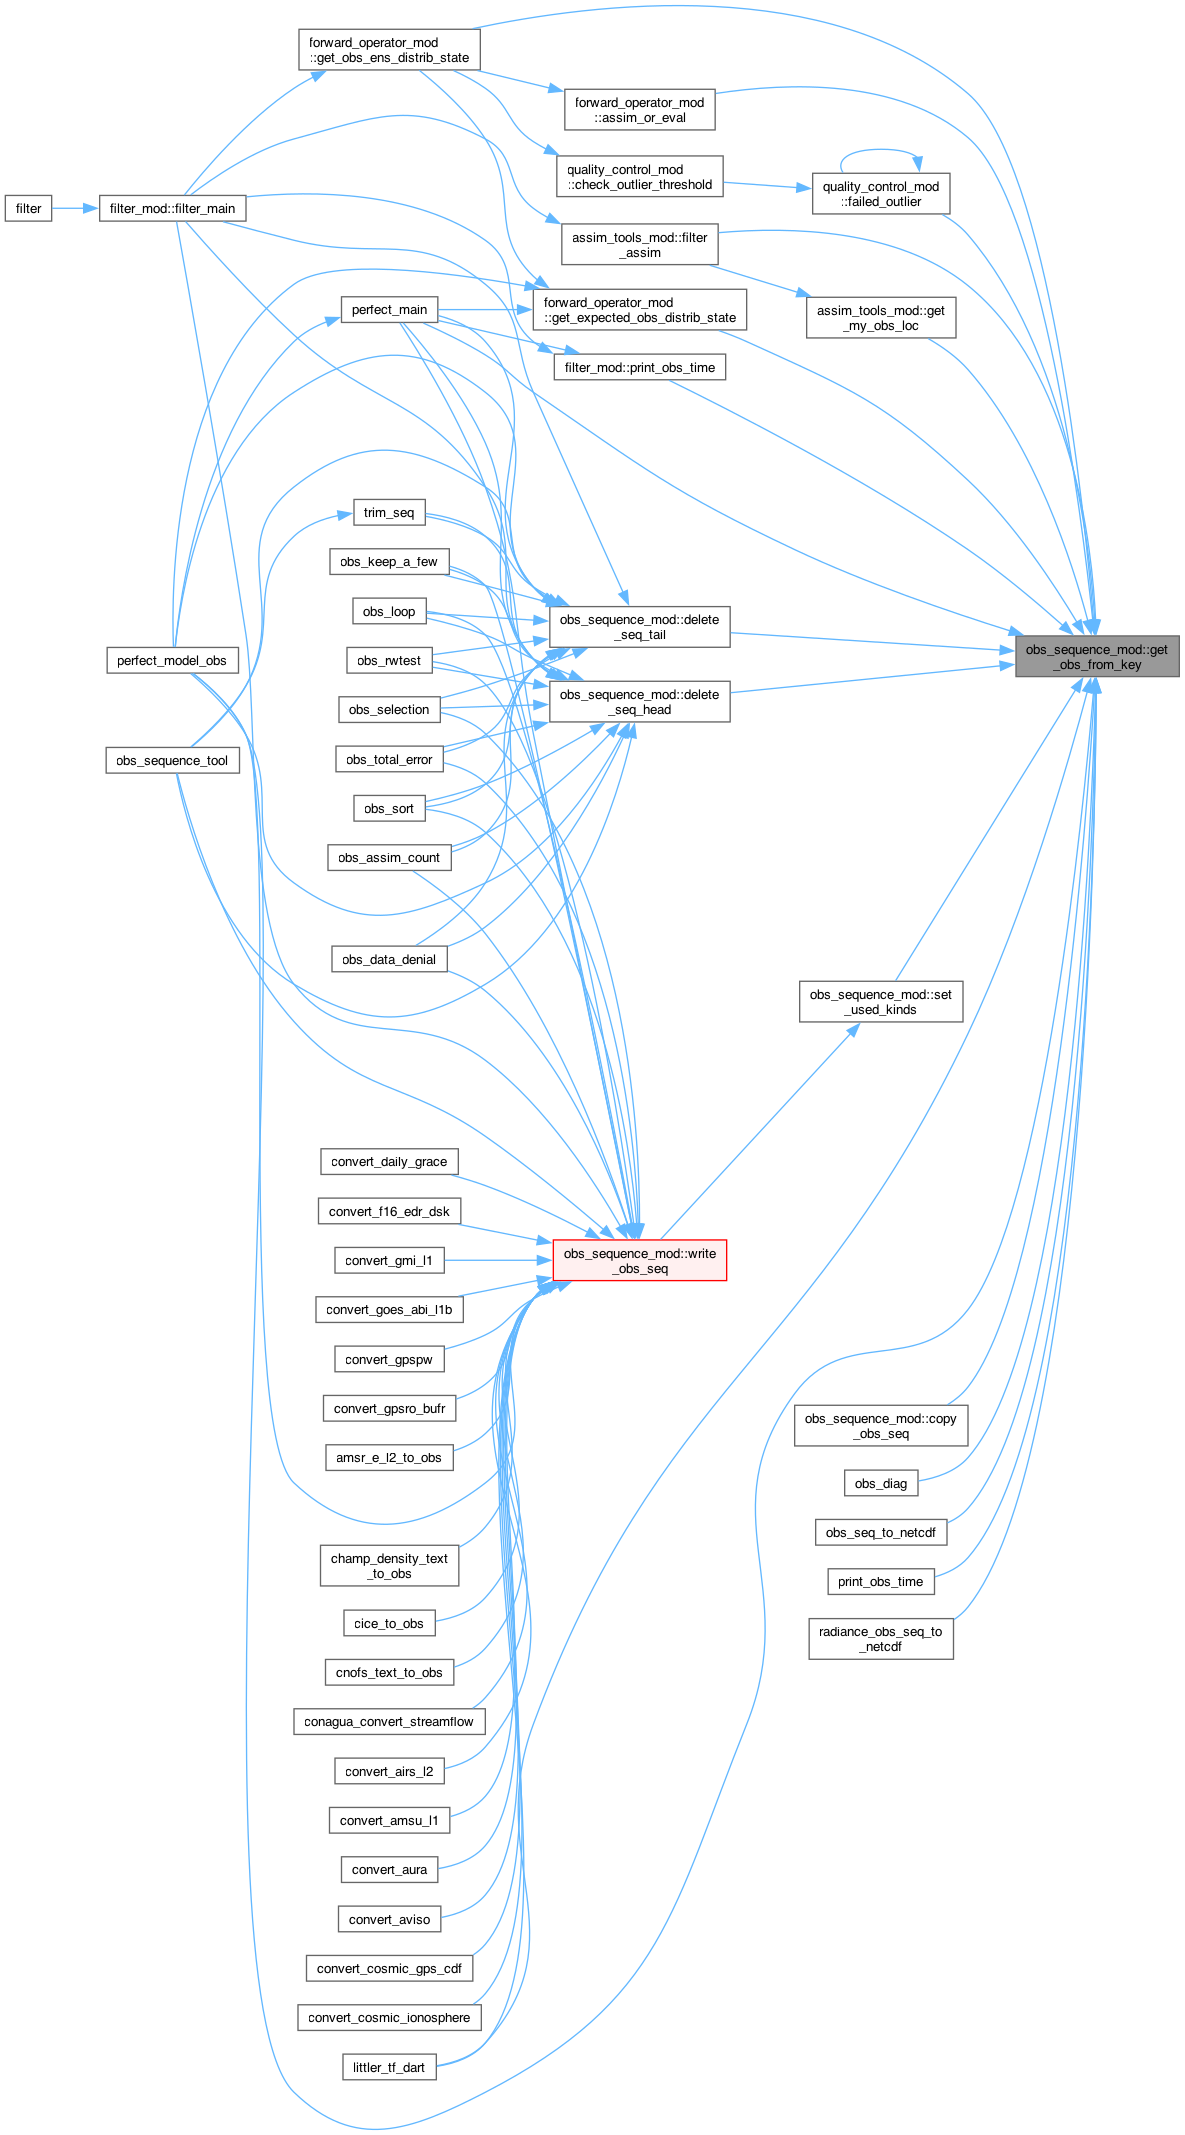 forward_operator_mod
::get_obs_ens_distrib_state
forward_operator_mod
::assim_or_eval
quality_control_mod
::check_outlier_threshold
quality_control_mod
::failed_outlier
filter
filter_mod::filter_main
assim_tools_mod::filter
_assim
perfect_main
forward_operator_mod
::get_expected_obs_distrib_state
assim_tools_mod::get
_my_obs_loc
filter_mod::print_obs_time
trim_seq
obs_keep_a_few
obs_loop
obs_sequence_mod::delete
_seq_tail
perfect_model_obs
obs_rwtest
obs_sequence_mod::get
_obs_from_key
obs_selection
obs_sequence_mod::delete
_seq_head
obs_sequence_tool
obs_total_error
obs_sort
obs_assim_count
obs_data_denial
obs_sequence_mod::set
_used_kinds
convert_daily_grace
convert_f16_edr_dsk
convert_gmi_l1
obs_sequence_mod::write
_obs_seq
convert_goes_abi_l1b
convert_gpspw
convert_gpsro_bufr
obs_sequence_mod::copy
_obs_seq
amsr_e_l2_to_obs
obs_diag
obs_seq_to_netcdf
champ_density_text
_to_obs
print_obs_time
cice_to_obs
radiance_obs_seq_to
_netcdf
cnofs_text_to_obs
conagua_convert_streamflow
convert_airs_l2
convert_amsu_l1
convert_aura
convert_aviso
convert_cosmic_gps_cdf
convert_cosmic_ionosphere
littler_tf_dart